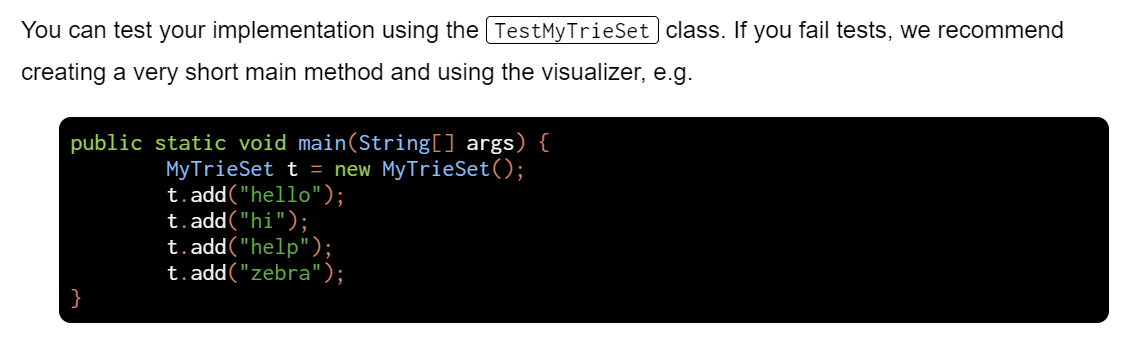 You can test your implementation using the TestMyTrieSet class. If you fail tests, we recommend
creating a very short main method and using the visualizer, e.g.
public static void main(String[] args) {
        MyTrieSet t = new MyTrieSet();
        t.add("hello");
        t.add("hi");
        t.add("help");
        t.add("zebra");
}